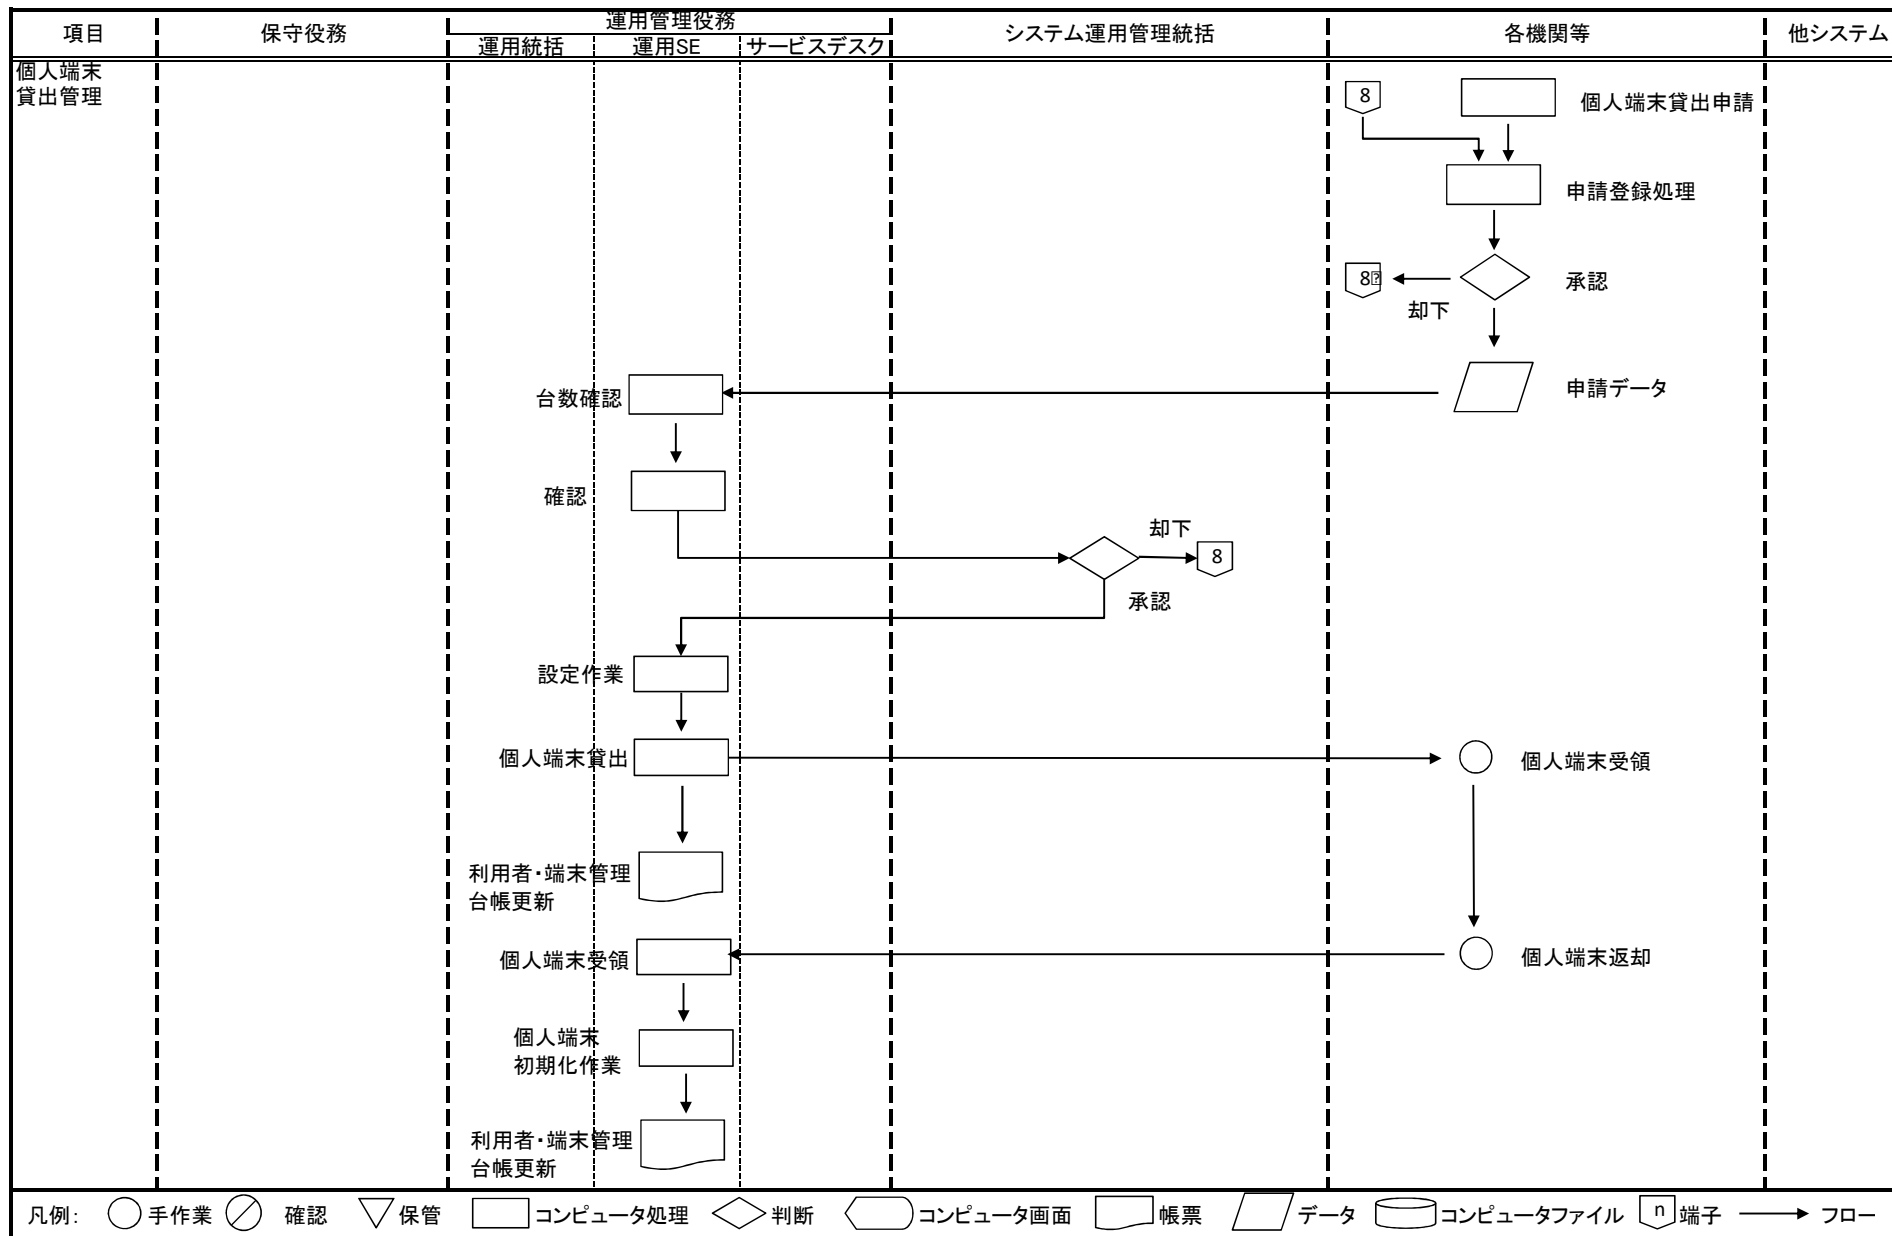 項目
保守役務
運用管理役務
運用統括
運用SE
サービスデスク
システム運用管理統括
各機関等
他システム
個人端末
貸出管理
8
個人端末貸出申請
申請登録処理
8
承認
却下
申請データ
台数確認
確認
却下
8
承認
設定作業
個人端末貸出
個人端末受領
利用者・端末管理
台帳更新
個人端末受領
個人端末返却
個人端末
初期化作業
利用者・端末管理
台帳更新
凡例: 手作業 確認 保管 コンピュータ処理 判断 コンピュータ画面 帳票 データ コンピュータファイル n 端子 フロー